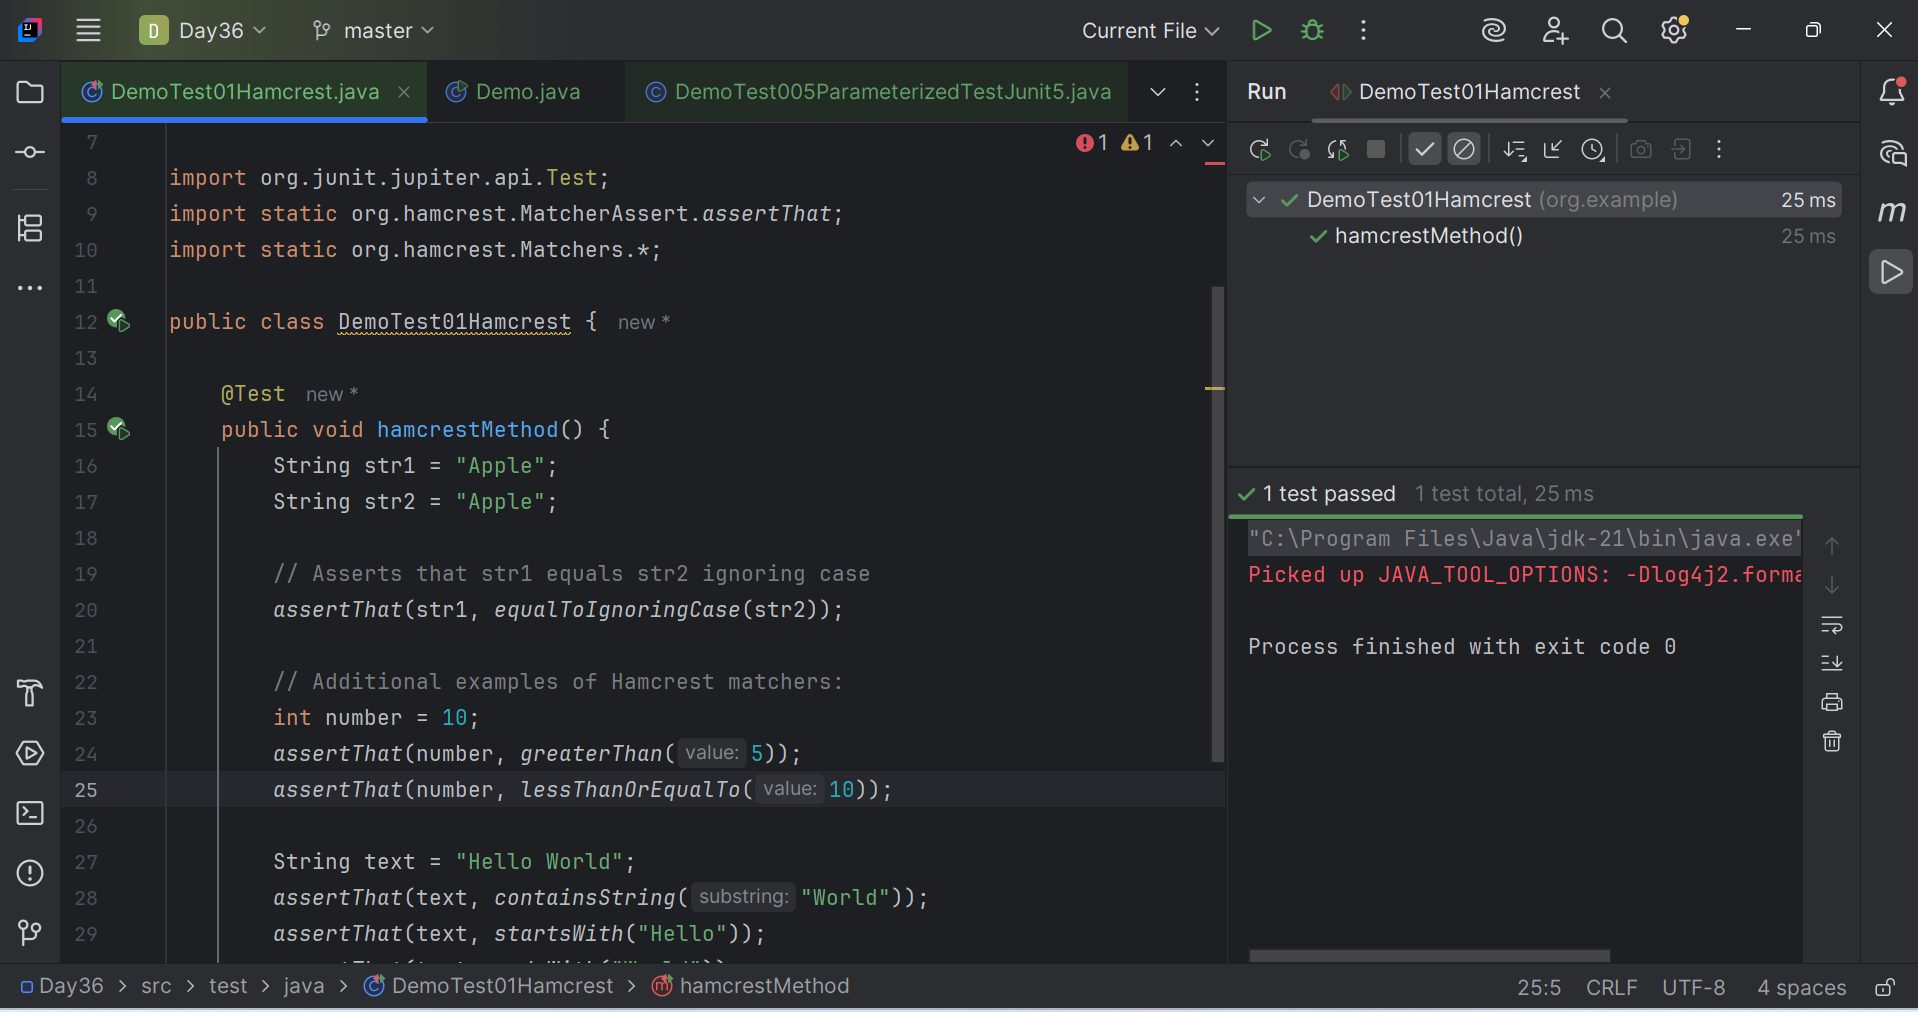 D Day36 master Current File
DemoTest01Hamcrest.java Demo.java DemoTest005ParameterizedTestJunit5.java
1 1
7
8 import org.junit.jupiter.api.Test;
9 import static org.hamcrest.MatcherAssert.assertThat;
10 import static org.hamcrest.Matchers.*;
11
12 public class DemoTest01Hamcrest { new *
13
14 @Test new *
15 public void hamcrestMethod() {
16 String str1 = "Apple";
17 String str2 = "Apple";
18
19 // Asserts that str1 equals str2 ignoring case
20 assertThat(str1, equalToIgnoringCase(str2));
21
22 // Additional examples of Hamcrest matchers:
23 int number = 10;
24 assertThat(number, greaterThan( value: 5));
25 assertThat(number, lessThanOrEqualTo( value: 10));
26
27 String text = "Hello World";
28 assertThat(text, containsString( substring: "World"));
29 assertThat(text, startsWith("Hello"));
Run DemoTest01Hamcrest
DemoTest01Hamcrest (org.example) 25 ms
hamcrestMethod() 25 ms
1 test passed 1 test total, 25 ms
"C:\Program Files\Java\jdk-21\bin\java.exe"
Picked up JAVA_TOOL_OPTIONS: -Dlog4j2.forma
Process finished with exit code 0
m
Day36 > src > test > java > DemoTest01Hamcrest > hamcrestMethod
25:5 CRLF UTF-8 4 spaces